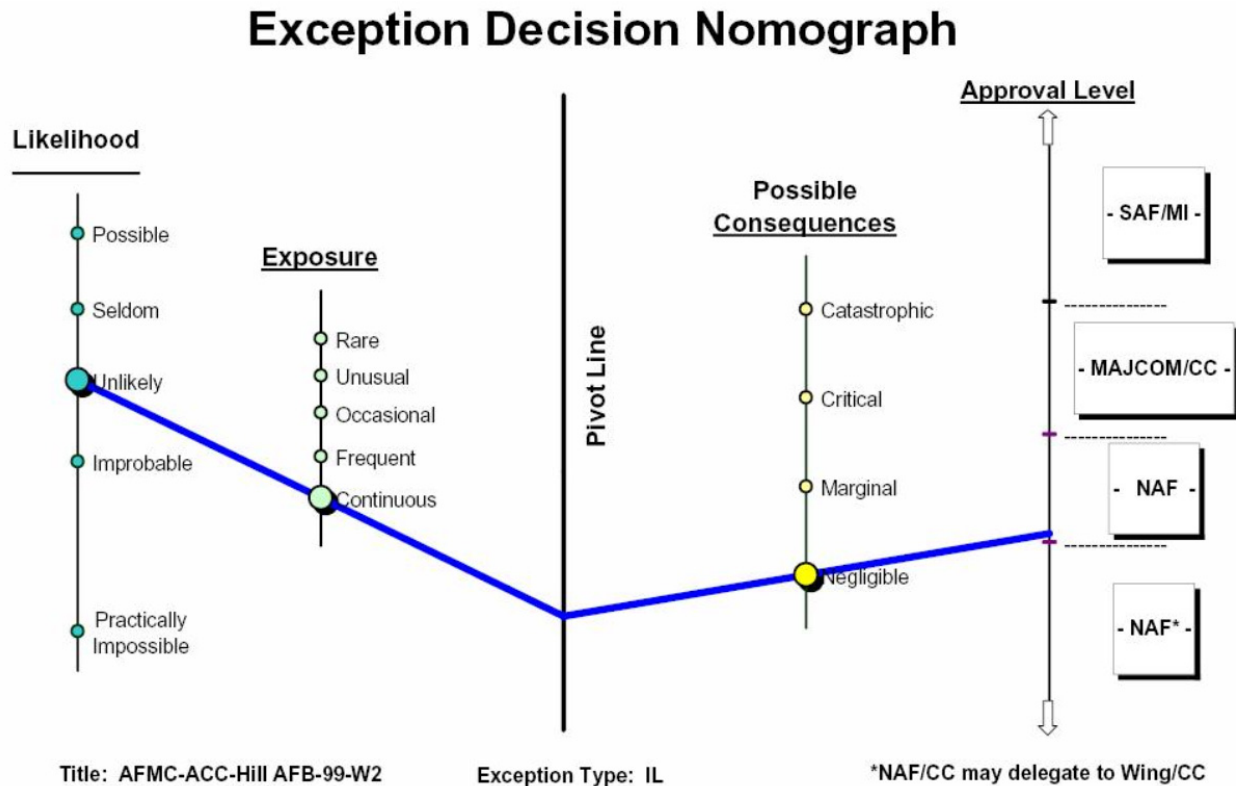 Exception Decision Nomograph
Likelihood
Possible
Seldom
Unlikely
Improbable
Practically
Impossible
Exposure
Rare
Unusual
Occasional
Frequent
Continuous
Pivot Line
Possible
Consequences
Catastrophic
Critical
Marginal
Negligible
Approval Level
- SAF/MI -
- MAJCOM/CC -
- NAF -
- NAF* -
Title: AFMC-ACC-Hill AFB-99-W2
Exception Type: IL
*NAF/CC may delegate to Wing/CC